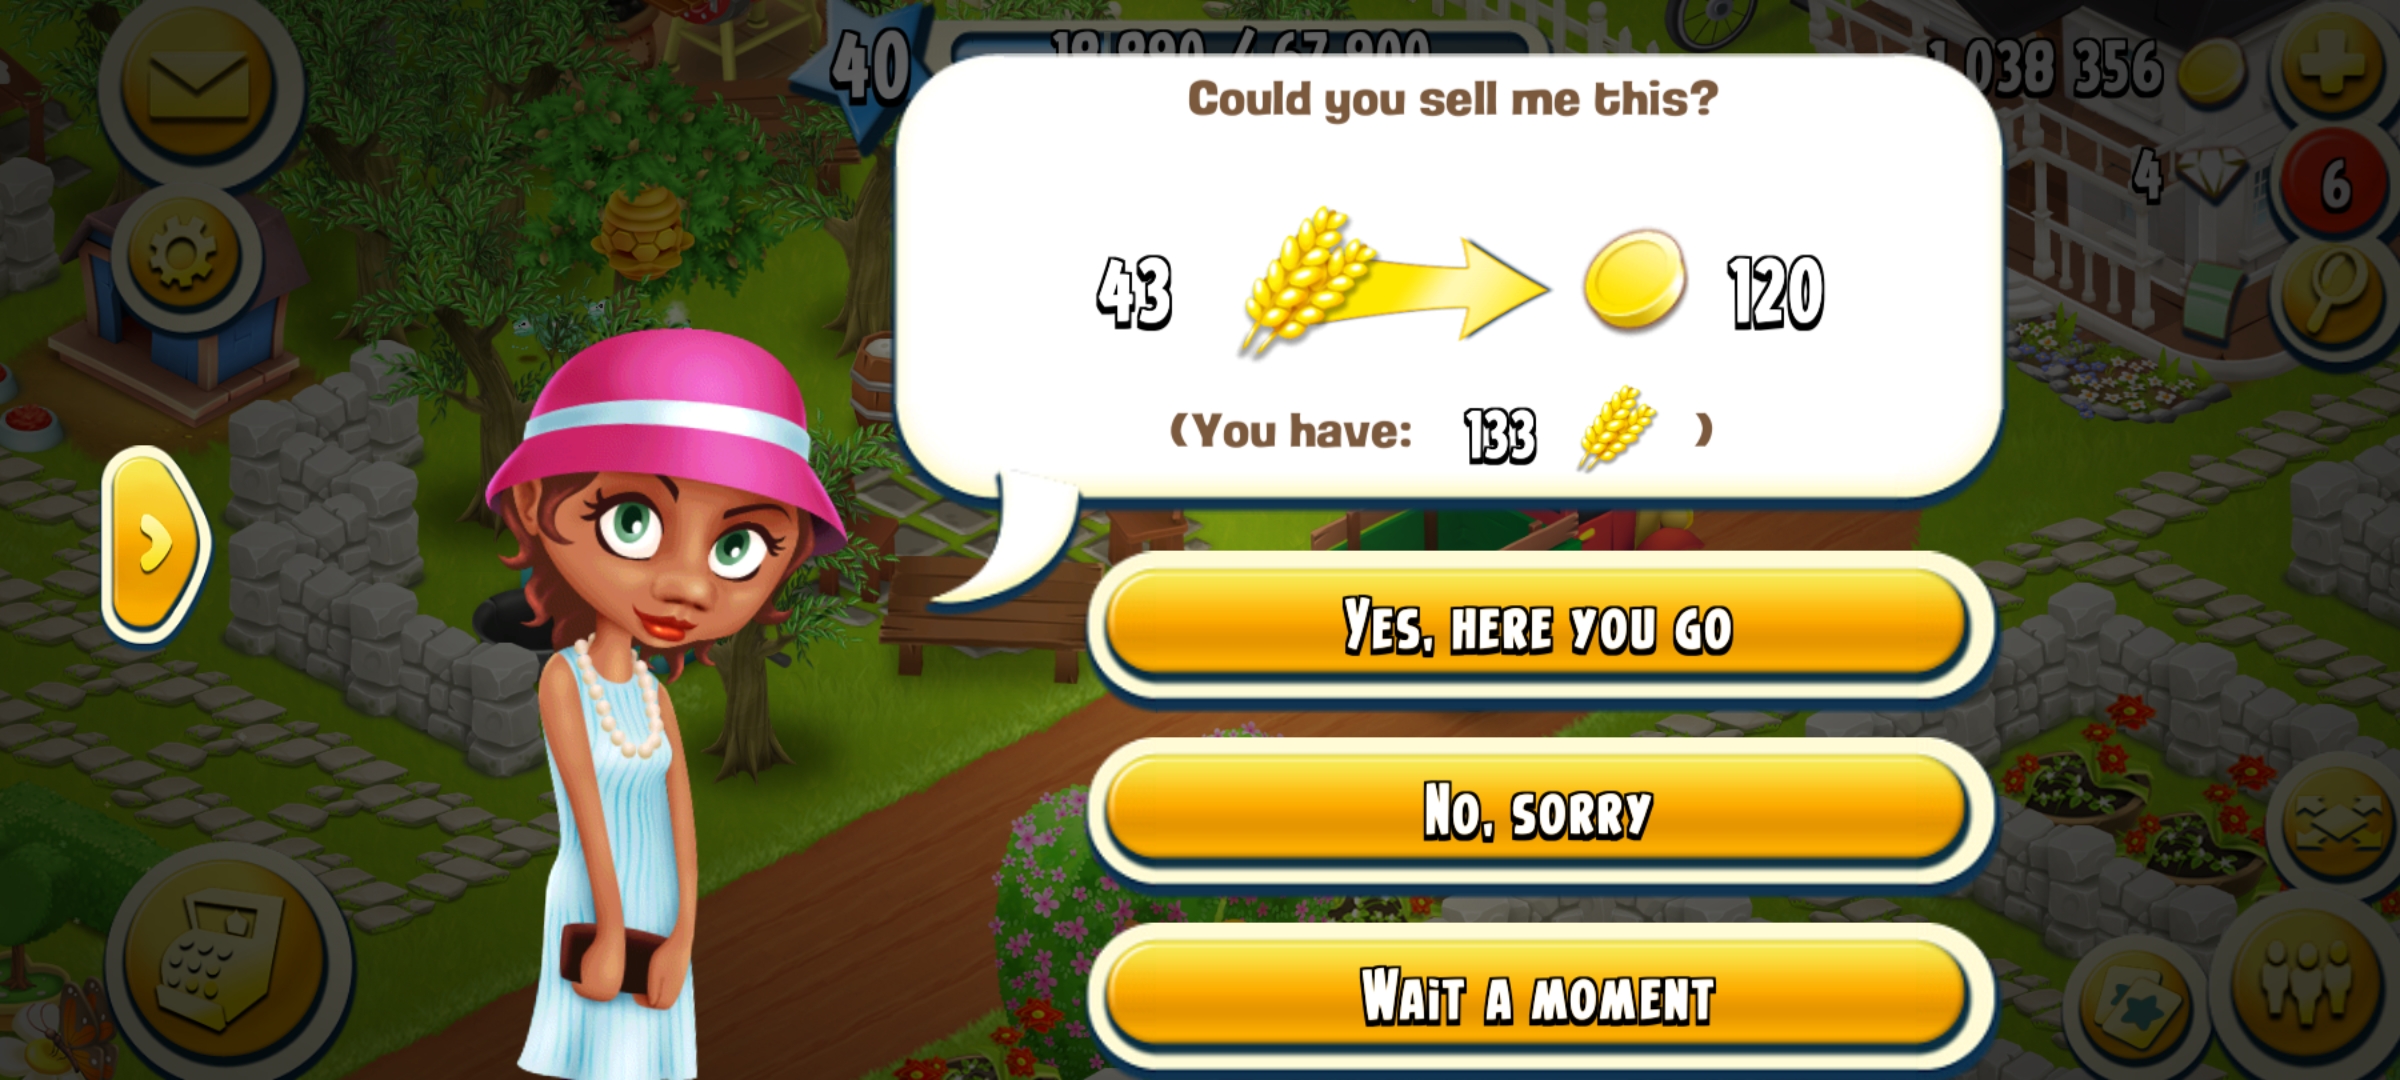 40
1 038 356
4
6
Could you sell me this?
43 120
(You have: 133 )
Yes, here you go
No, sorry
Wait a moment